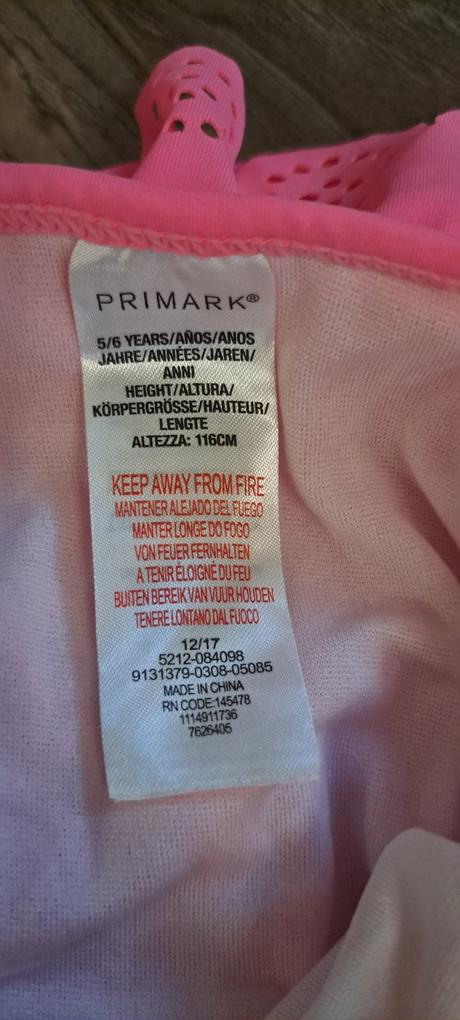 PRIMARK®
5/6 YEARS/AÑOS/ANOS
JAHRE/ANNÉES/JAREN/
ANNI
HEIGHT/ALTURA/
KÖRPERGRÖSSE/HAUTEUR/
LENGTE
ALTEZZA: 116CM
KEEP AWAY FROM FIRE
MANTENER ALEJADO DEL FUEGO
MANTER LONGE DO FOGO
VON FEUER FERNHALTEN
A TENIR ÉLOIGNÉ DU FEU
BUITEN BEREIK VAN VUUR HOUDEN
TENERE LONTANO DAL FUOCO
12/17
5212-084098
9131379-0308-05085
MADE IN CHINA
RN CODE:145478
1114911736
7626405